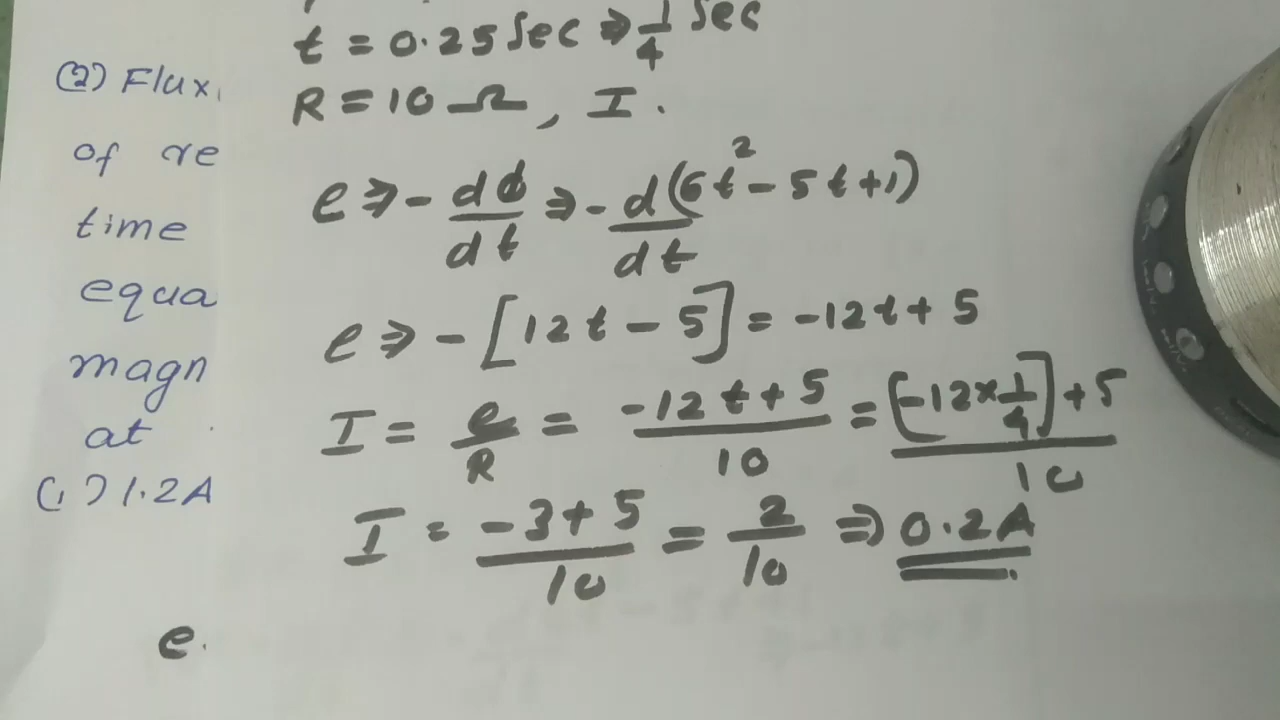 t = 0.25 Sec ⇒ 1/4 Sec
(2) Flux
R = 10 Ω, I.
of re
e ⇒ - dϕ/dt ⇒ - d(6t² - 5t + 1)/dt
time
equa
e ⇒ - [12t - 5] = -12t + 5
magn
I = e/R = (-12t + 5)/10 = ([-12 × 1/4] + 5)/10
at
(1) 1.2A
I = (-3 + 5)/10 = 2/10 ⇒ 0.2A
e.